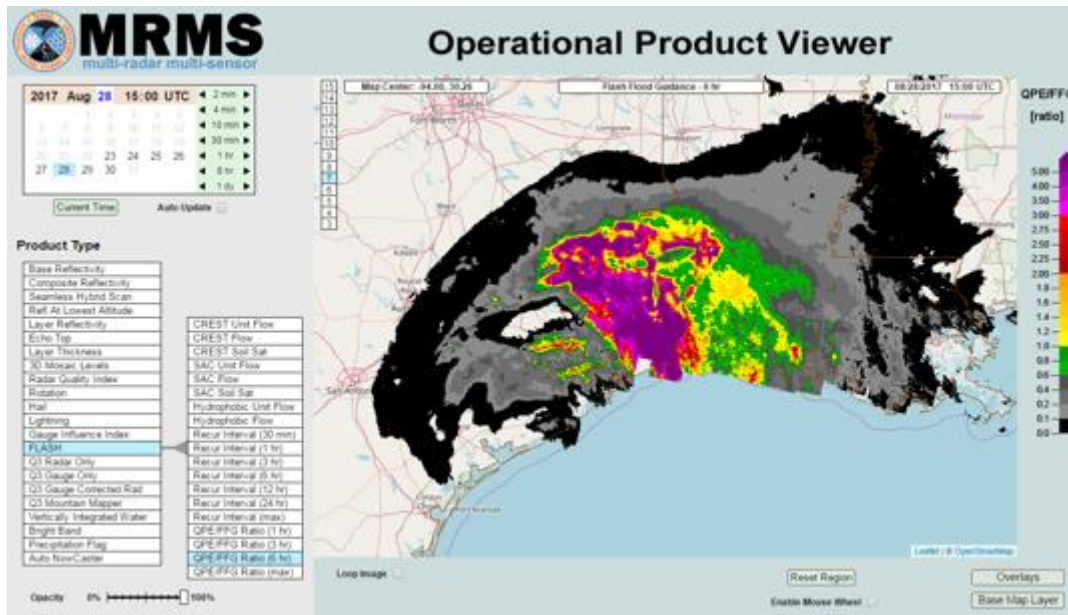 MRMS
multi-radar multi-sensor
Operational Product Viewer
2017 Aug 28 15:00 UTC
2 min
4 min
10 min
30 min
1 hr
6 hr
1 dy
23 24 25 26
27 28 29 30
Current Time
Auto Update
Map Center: -94.88, 30.26
Flash Flood Guidance - 6 hr
08/28/2017 15:00 UTC
QPE/FFG
[ratio]
5.00
4.00
3.50
3.00
2.75
2.50
2.25
2.00
1.8
1.6
1.4
1.2
1.0
0.8
0.6
0.4
0.2
0.1
0.0
Product Type
Base Reflectivity
Composite Reflectivity
Seamless Hybrid Scan
Refl At Lowest Altitude
Layer Reflectivity
Echo Top
Layer Thickness
3D Mosaic Levels
Radar Quality Index
Rotation
Hail
Lightning
Gauge Influence Index
FLASH
Q3 Radar Only
Q3 Gauge Only
Q3 Gauge Corrected Rad
Q3 Mountain Mapper
Vertically Integrated Water
Bright Band
Precipitation Flag
Auto NowCaster
CREST Unit Flow
CREST Flow
CREST Soil Sat
SAC Unit Flow
SAC Flow
SAC Soil Sat
Hydrophobic Unit Flow
Hydrophobic Flow
Recur Interval (30 min)
Recur Interval (1 hr)
Recur Interval (3 hr)
Recur Interval (6 hr)
Recur Interval (12 hr)
Recur Interval (24 hr)
Recur Interval (max)
QPE/FFG Ratio (1 hr)
QPE/FFG Ratio (3 hr)
QPE/FFG Ratio (6 hr)
QPE/FFG Ratio (max)
Opacity 0% 100%
Loop Image
Leaflet | © OpenStreetMap
Reset Region
Enable Mouse Wheel
Overlays
Base Map Layer